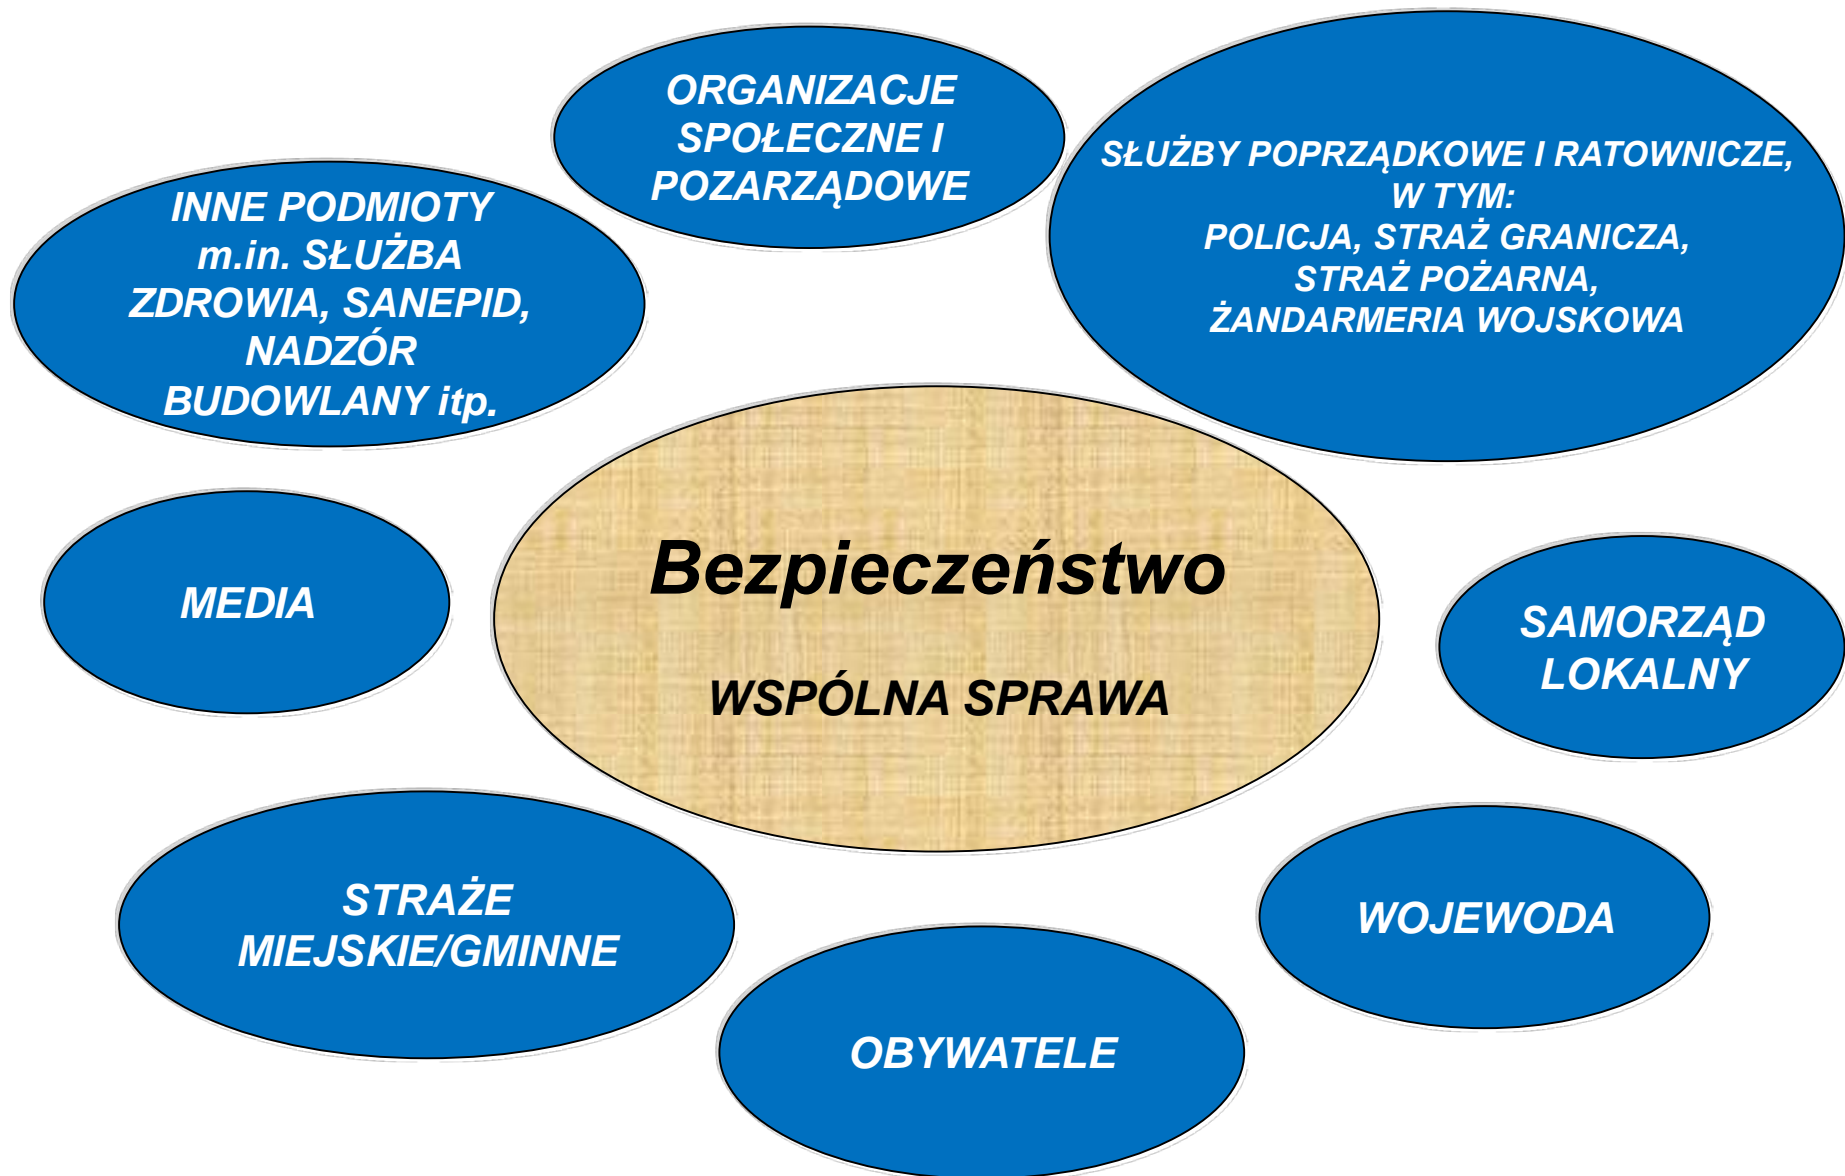 ORGANIZACJE
SPOŁECZNE I
POZARZĄDOWE
SŁUŻBY POPRZĄDKOWE I RATOWNICZE,
W TYM:
POLICJA, STRAŻ GRANICZA,
STRAŻ POŻARNA,
ŻANDARMERIA WOJSKOWA
INNE PODMIOTY
m.in. SŁUŻBA
ZDROWIA, SANEPID,
NADZÓR
BUDOWLANY itp.
Bezpieczeństwo
WSPÓLNA SPRAWA
MEDIA
SAMORZĄD
LOKALNY
STRAŻE
MIEJSKIE/GMINNE
WOJEWODA
OBYWATELE